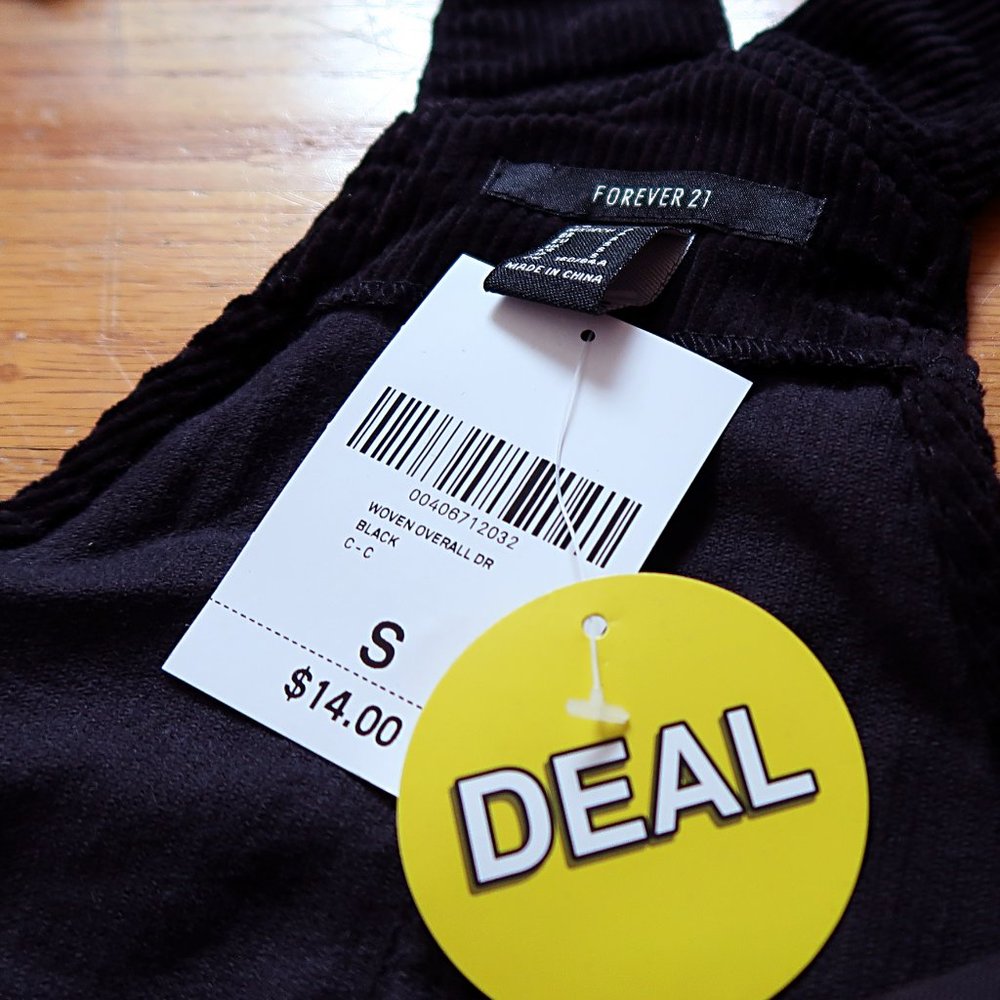 FOREVER 21
MADE IN CHINA
00406712032
WOVEN OVERALL DR
BLACK
C-C
S
$14.00
DEAL